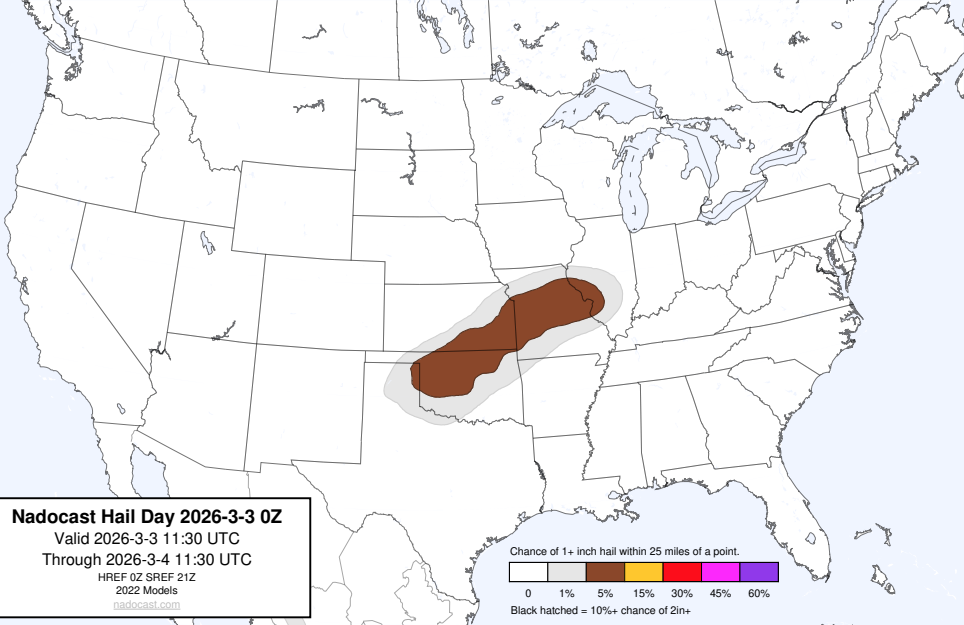 Nadocast Hail Day 2026-3-3 0Z
Valid 2026-3-3 11:30 UTC
Through 2026-3-4 11:30 UTC
HREF 0Z SREF 21Z
2022 Models
nadocast.com
Chance of 1+ inch hail within 25 miles of a point.
0 1% 5% 15% 30% 45% 60%
Black hatched = 10%+ chance of 2in+